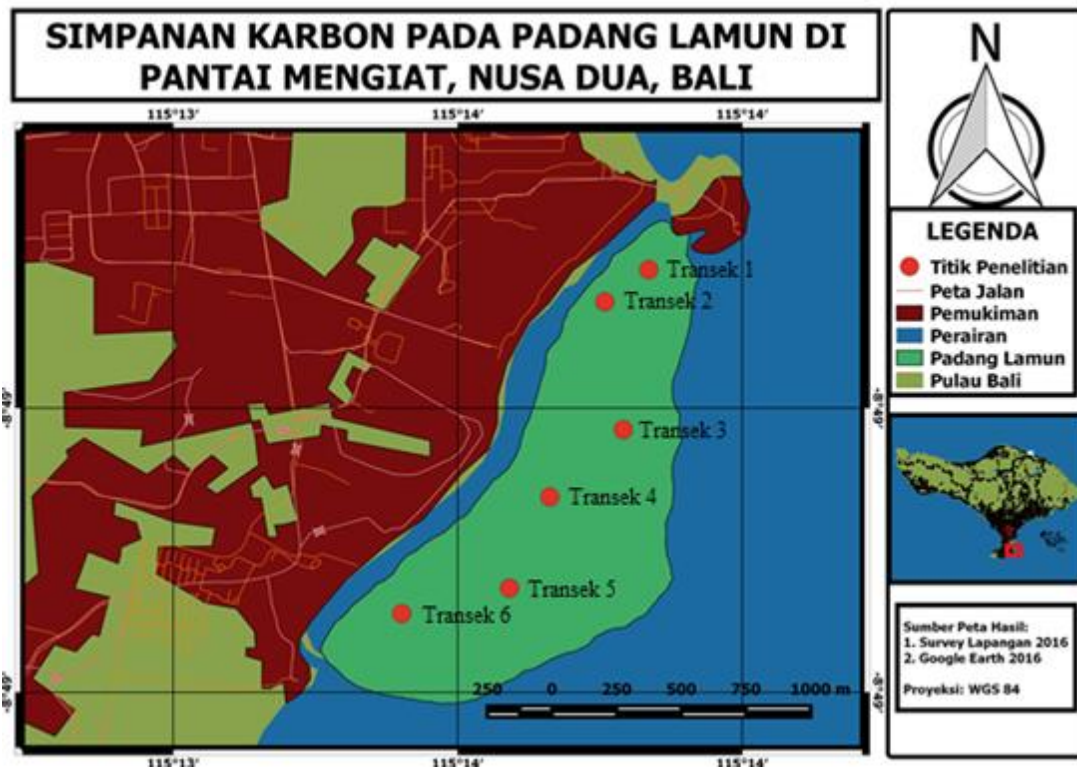 SIMPANAN KARBON PADA PADANG LAMUN DI
PANTAI MENGIAT, NUSA DUA, BALI
N
115°13'
115°14'
115°14'
-8°49'
-8°49'
-8°49'
-8°49'
115°13'
115°14'
115°14'
Transek 1
Transek 2
Transek 3
Transek 4
Transek 5
Transek 6
250 0 250 500 750 1000 m
LEGENDA
Titik Penelitian
Peta Jalan
Pemukiman
Perairan
Padang Lamun
Pulau Bali
Sumber Peta Hasil:
1. Survey Lapangan 2016
2. Google Earth 2016
Proyeksi: WGS 84